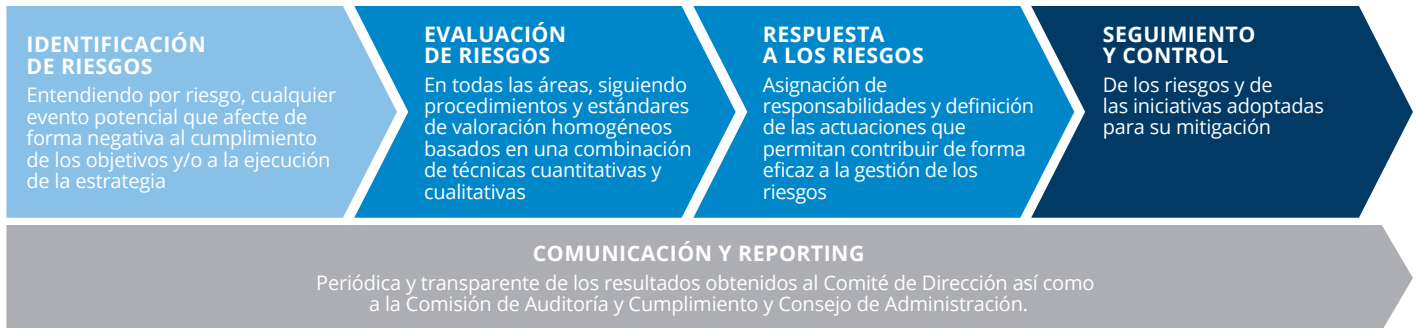 IDENTIFICACIÓN
DE RIESGOS
Entendiendo por riesgo, cualquier
evento potencial que afecte de
forma negativa al cumplimiento
de los objetivos y/o a la ejecución
de la estrategia
EVALUACIÓN
DE RIESGOS
En todas las áreas, siguiendo
procedimientos y estándares
de valoración homogéneos
basados en una combinación
de técnicas cuantitativas y
cualitativas
RESPUESTA
A LOS RIESGOS
Asignación de
responsabilidades y definición
de las actuaciones que
permitan contribuir de forma
eficaz a la gestión de los
riesgos
SEGUIMIENTO
Y CONTROL
De los riesgos y de
las iniciativas adoptadas
para su mitigación
COMUNICACIÓN Y REPORTING
Periódica y transparente de los resultados obtenidos al Comité de Dirección así como
a la Comisión de Auditoría y Cumplimiento y Consejo de Administración.